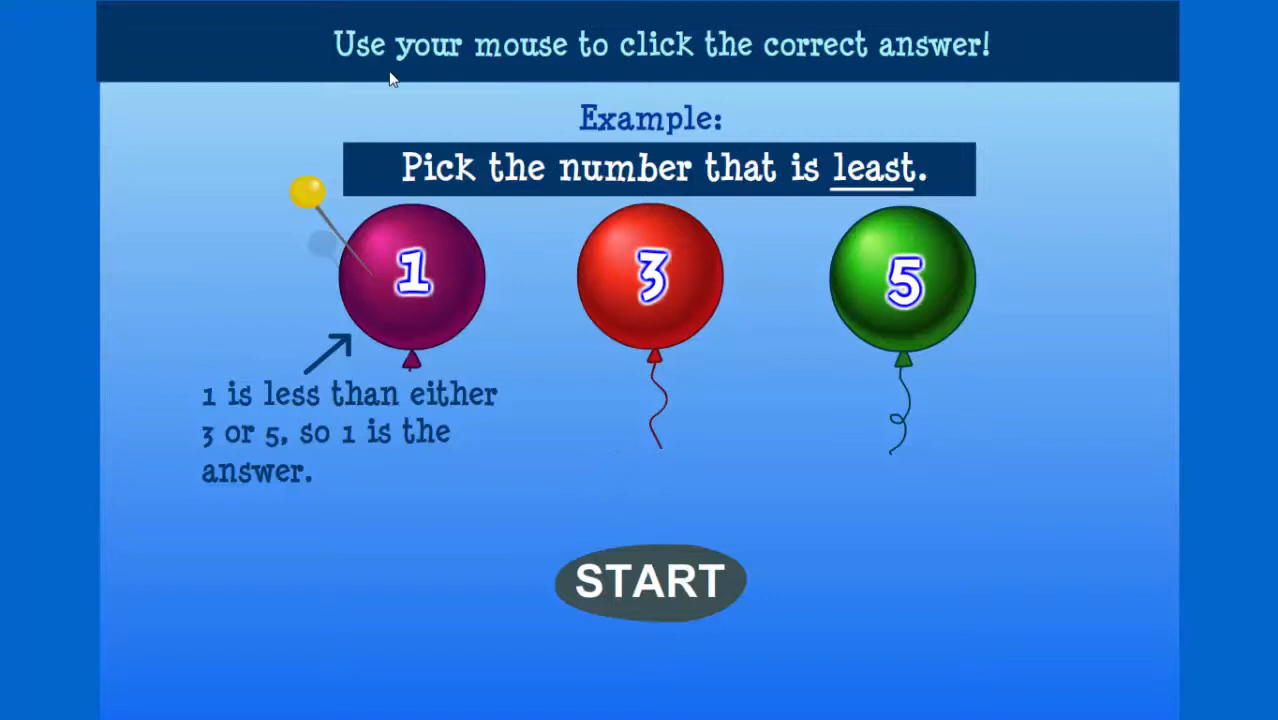 Use your mouse to click the correct answer!
Example:
Pick the number that is least.
1 3 5
1 is less than either
3 or 5, so 1 is the
answer.
START